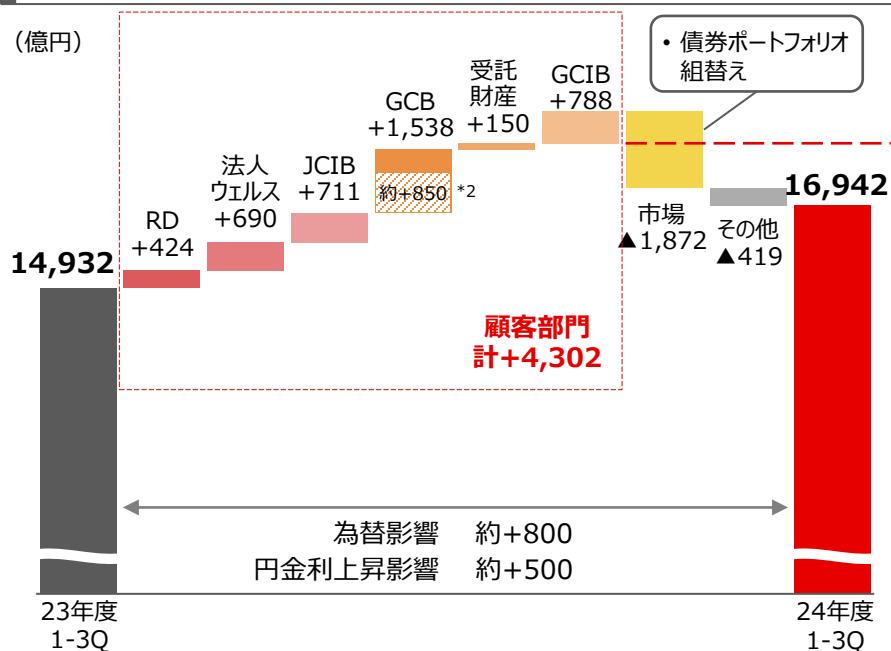 （億円）
14,932
RD
+424
法人
ウェルス
+690
JCIB
+711
GCB
+1,538
約+850
*2
受託
財産
+150
GCIB
+788
• 債券ポートフォリオ
組替え
市場
▲1,872
その他
▲419
16,942
顧客部門
計+4,302
為替影響 約+800
円金利上昇影響 約+500
23年度
1-3Q
24年度
1-3Q